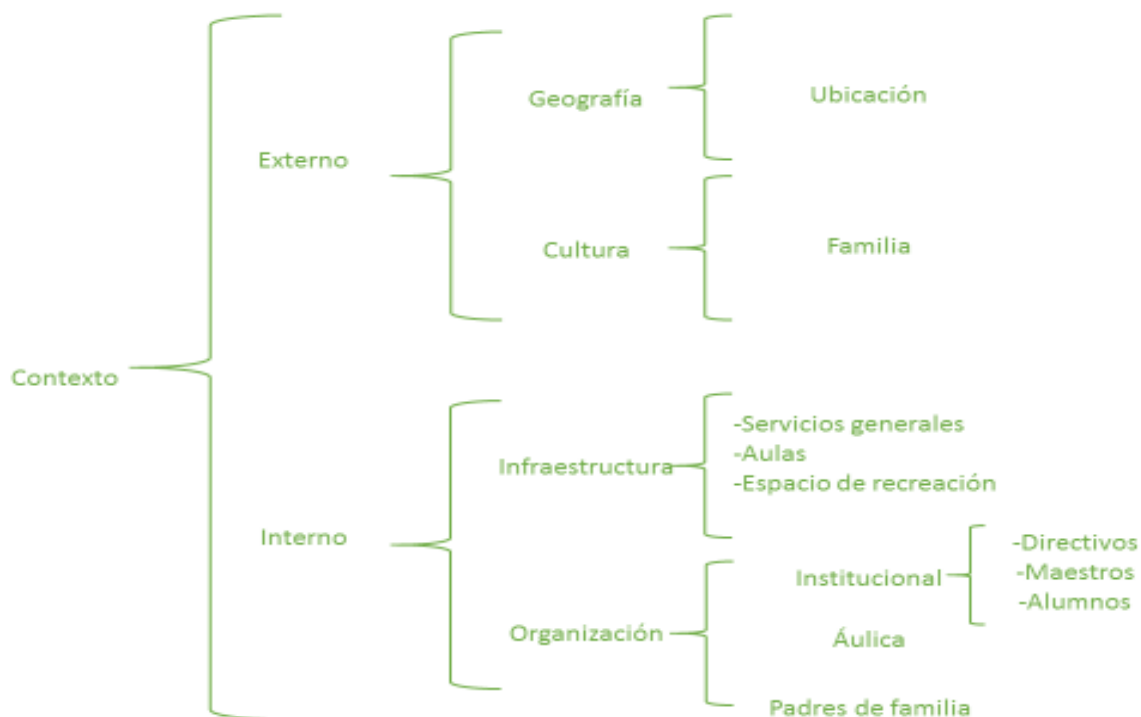 Contexto
Externo
Geografía
Ubicación
Cultura
Familia
Interno
Infraestructura
-Servicios generales
-Aulas
-Espacio de recreación
Organización
Institucional
-Directivos
-Maestros
-Alumnos
Áulica
Padres de familia